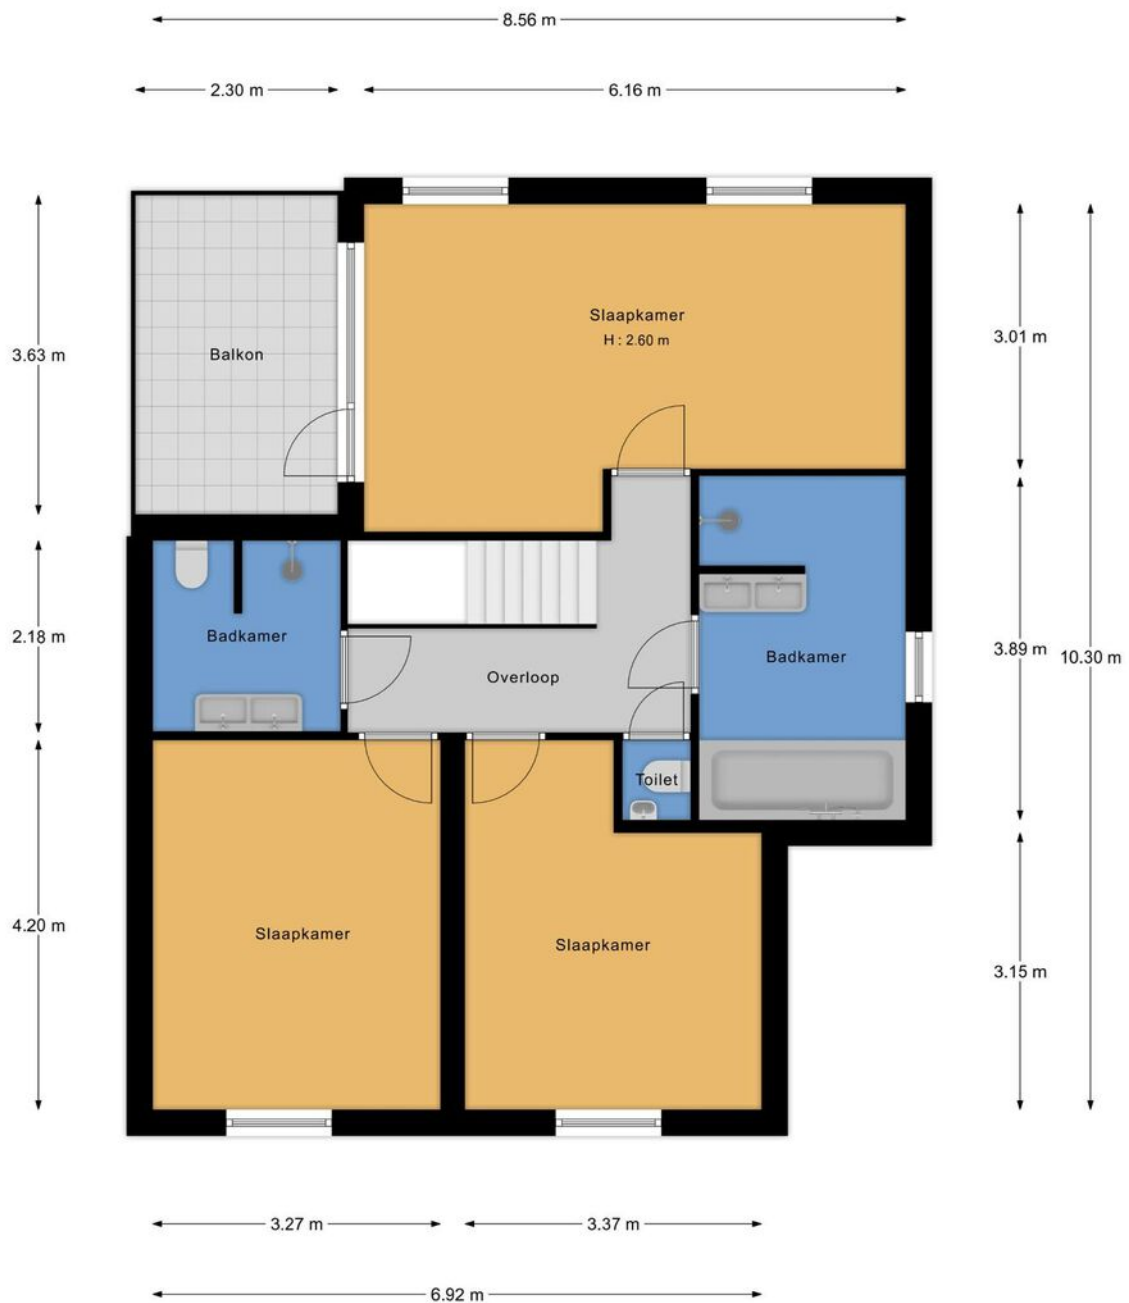 8.56 m
2.30 m
6.16 m
Slaapkamer
H : 2.60 m
3.01 m
3.63 m
Balkon
Badkamer
2.18 m
Badkamer
3.89 m
10.30 m
Overloop
Toilet
4.20 m
Slaapkamer
Slaapkamer
3.15 m
3.27 m
3.37 m
6.92 m